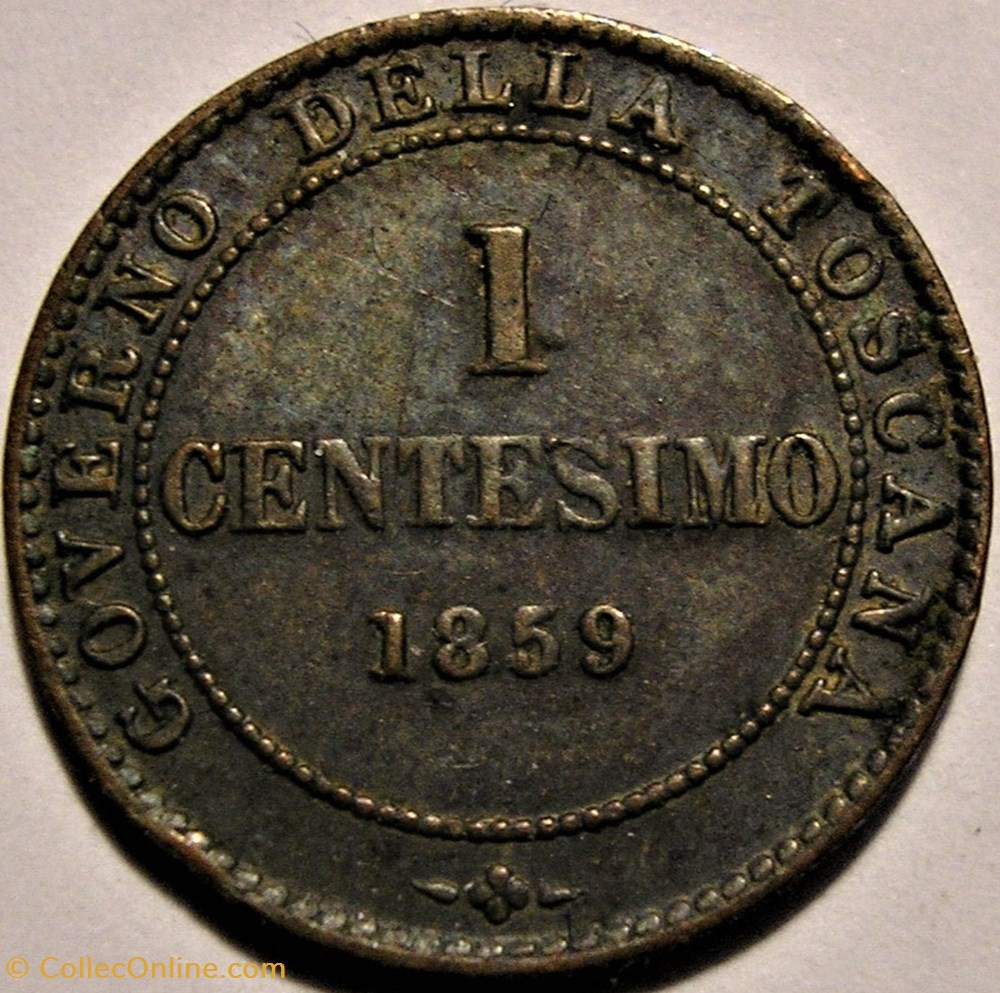 GOVERNO DELLA TOSCANA
1
CENTESIMO
1859
© CollecOnline.com